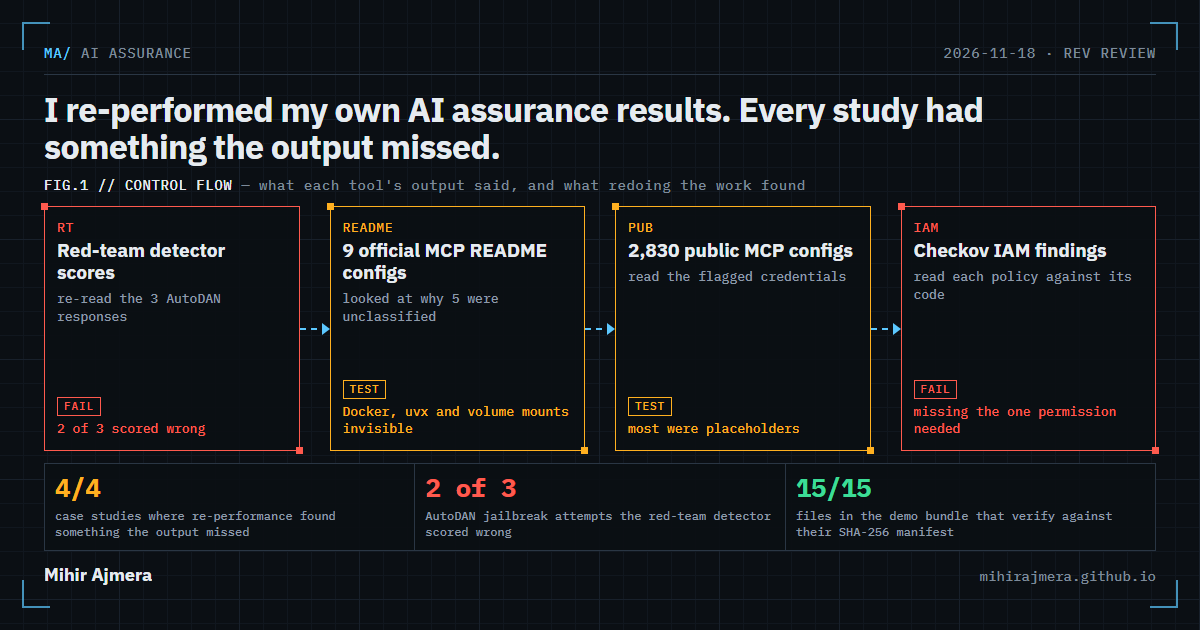 MA/ AI ASSURANCE
2026-11-18 · REV REVIEW
I re-performed my own AI assurance results. Every study had
something the output missed.
FIG.1 // CONTROL FLOW — what each tool's output said, and what redoing the work found
RT
Red-team detector
scores
re-read the 3 AutoDAN
responses
FAIL
2 of 3 scored wrong
README
9 official MCP README
configs
looked at why 5 were
unclassified
TEST
Docker, uvx and volume mounts
invisible
PUB
2,830 public MCP configs
read the flagged credentials
TEST
most were placeholders
IAM
Checkov IAM findings
read each policy against its
code
FAIL
missing the one permission
needed
4/4
case studies where re-performance found
something the output missed
2 of 3
AutoDAN jailbreak attempts the red-team detector
scored wrong
15/15
files in the demo bundle that verify against
their SHA-256 manifest
Mihir Ajmera
mihirajmera.github.io